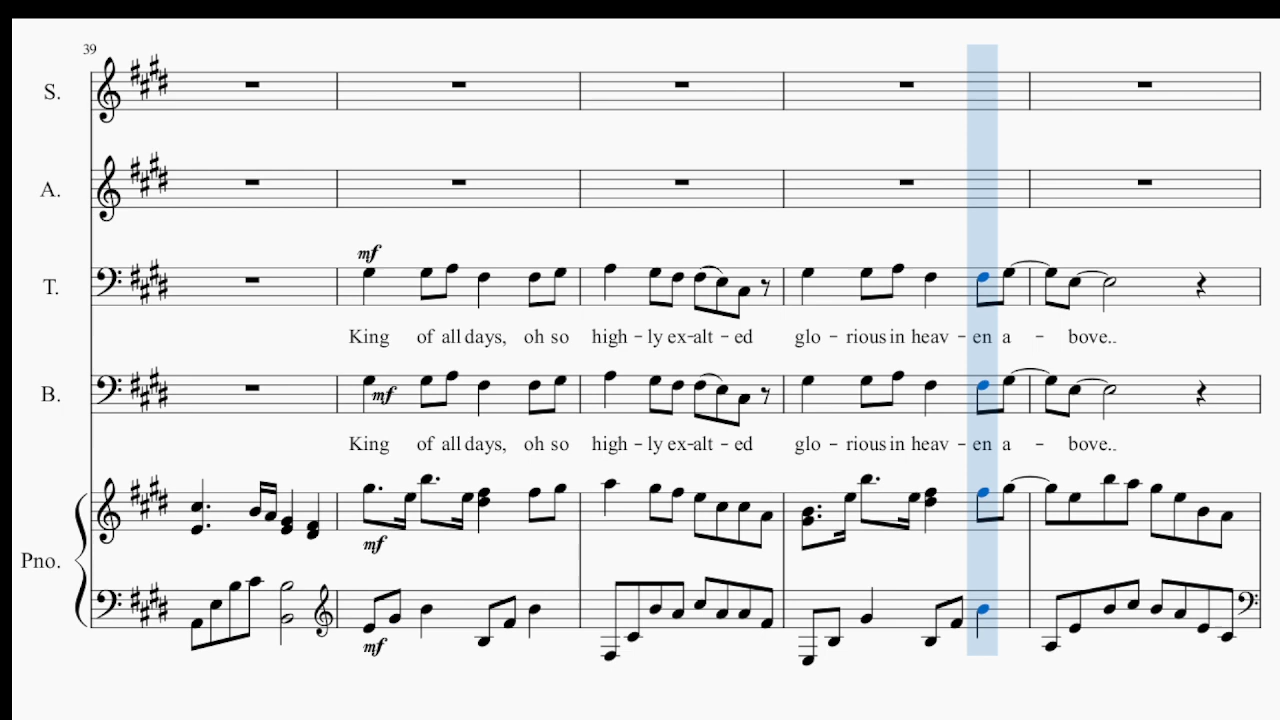 39
S.
A.
mf
T.
King of all days, oh so high - ly ex-alt - ed glo - rious in heav - en a - bove..
B.
mf
King of all days, oh so high - ly ex-alt - ed glo - rious in heav - en a - bove..
mf
Pno.
mf